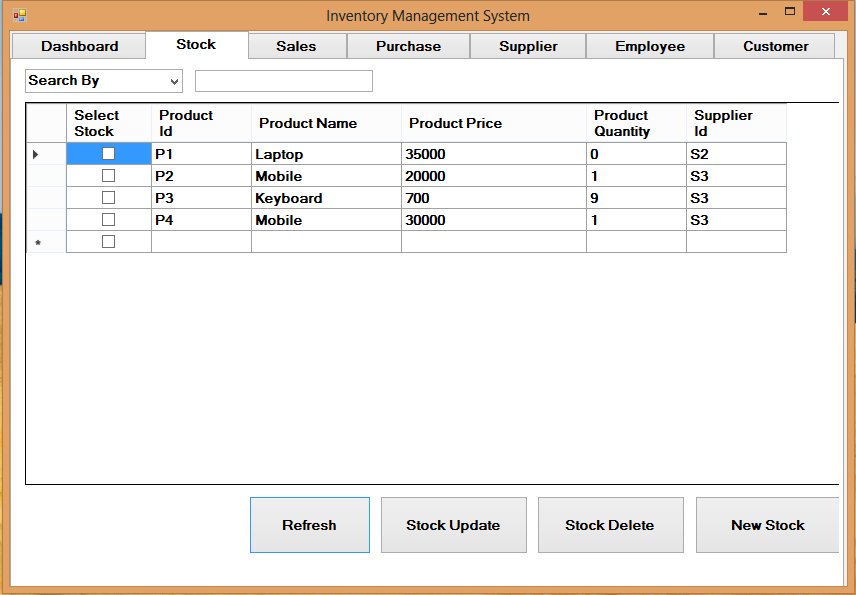 Inventory Management System
Dashboard Stock Sales Purchase Supplier Employee Customer
Search By
Select Stock Product Id Product Name Product Price Product Quantity Supplier Id
P1 Laptop 35000 0 S2
P2 Mobile 20000 1 S3
P3 Keyboard 700 9 S3
P4 Mobile 30000 1 S3
*
Refresh Stock Update Stock Delete New Stock